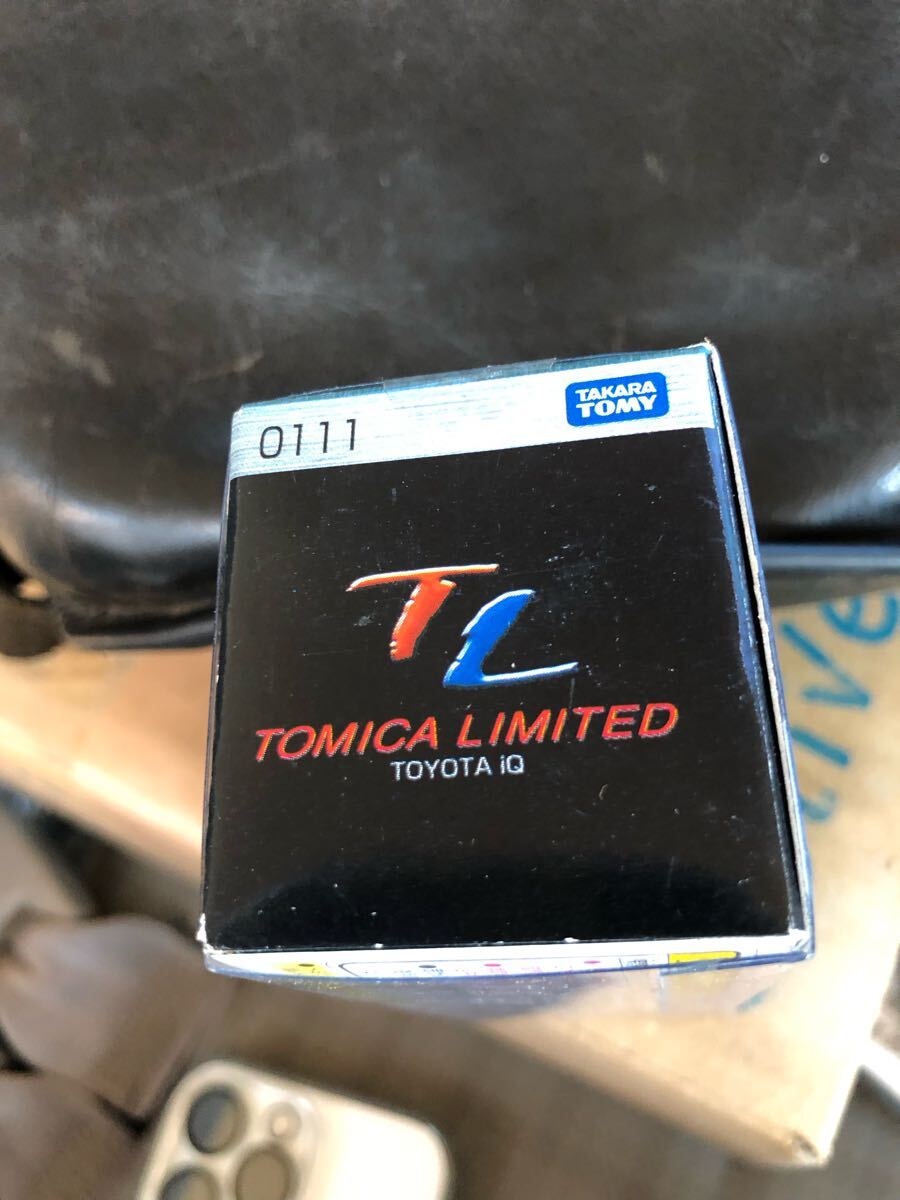 0111
TAKARA
TOMY
TL
TOMICA LIMITED
TOYOTA iQ